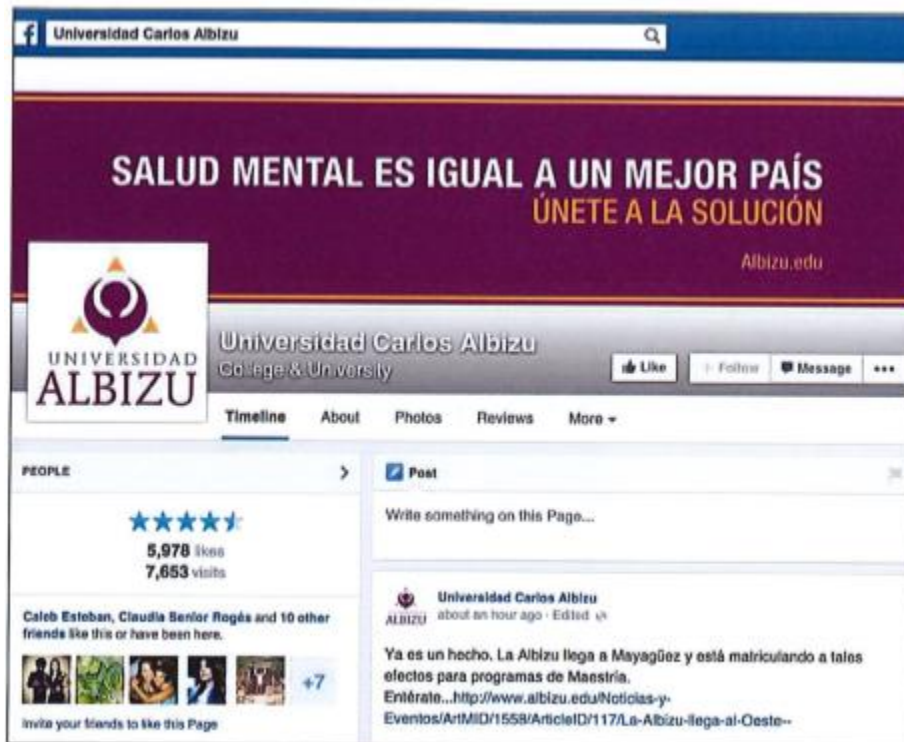 Universidad Carlos Albizu
SALUD MENTAL ES IGUAL A UN MEJOR PAÍS
ÚNETE A LA SOLUCIÓN
Albizu.edu
UNIVERSIDAD
ALBIZU
Universidad Carlos Albizu
College & University
Like
+ Follow
Message
Timeline
About
Photos
Reviews
More
PEOPLE
5,978 likes
7,653 visits
Caleb Esteban, Claudia Senior Rogés and 10 other
friends like this or have been here.
+7
Invite your friends to like this Page
Post
Write something on this Page...
ALBIZU
Universidad Carlos Albizu
about an hour ago · Edited
Ya es un hecho. La Albizu llega a Mayagüez y está matriculando a tales
efectos para programas de Maestría.
Entérate...http://www.albizu.edu/Noticias-y-
Eventos/ArtMID/1558/ArticleID/117/La-Albizu-llega-al-Oeste--